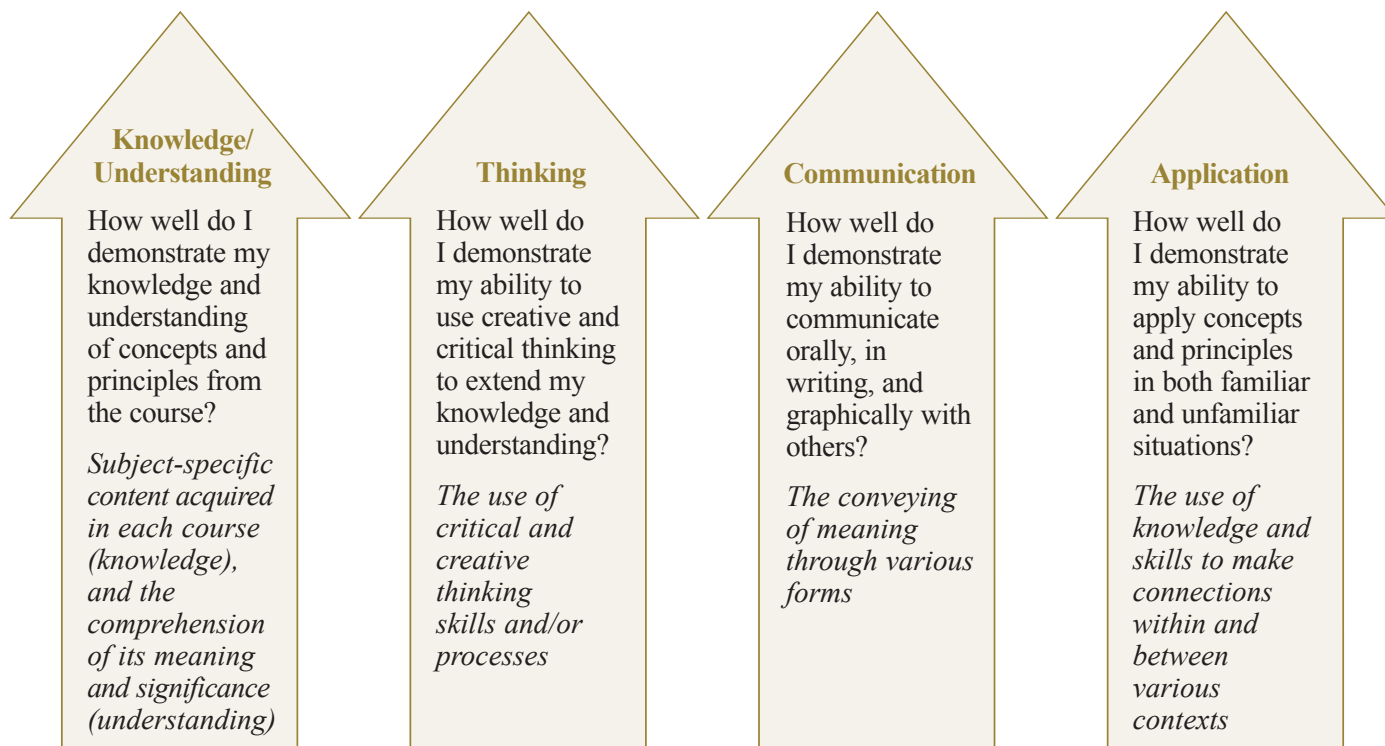 Knowledge/
Understanding
How well do I
demonstrate my
knowledge and
understanding
of concepts and
principles from
the course?
Subject-specific
content acquired
in each course
(knowledge),
and the
comprehension
of its meaning
and significance
(understanding)
Thinking
How well do
I demonstrate
my ability to
use creative and
critical thinking
to extend my
knowledge and
understanding?
The use of
critical and
creative
thinking
skills and/or
processes
Communication
How well do
I demonstrate
my ability to
communicate
orally, in
writing, and
graphically with
others?
The conveying
of meaning
through various
forms
Application
How well do
I demonstrate
my ability to
apply concepts
and principles
in both familiar
and unfamiliar
situations?
The use of
knowledge and
skills to make
connections
within and
between
various
contexts